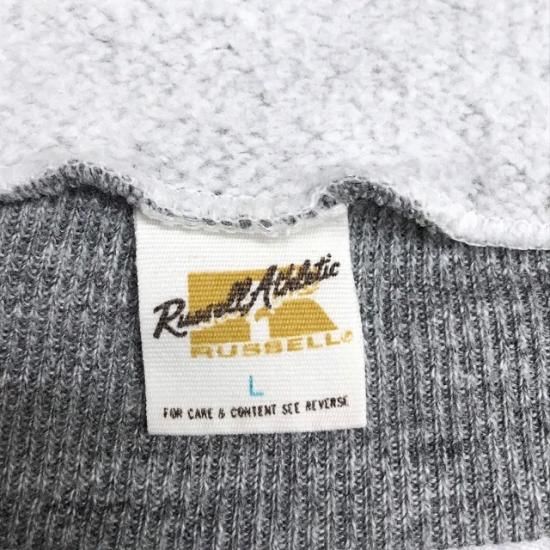 Russell Athletic
RUSSELL®
L
FOR CARE & CONTENT SEE REVERSE